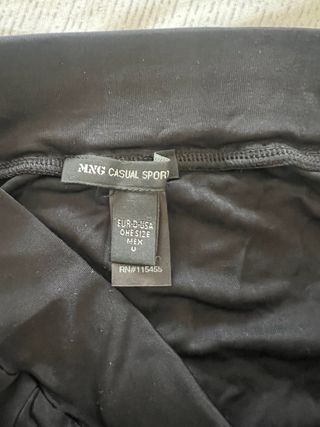 MNG CASUAL SPORT
EUR-D-USA
ONE SIZE
MEX
U
RN#115455